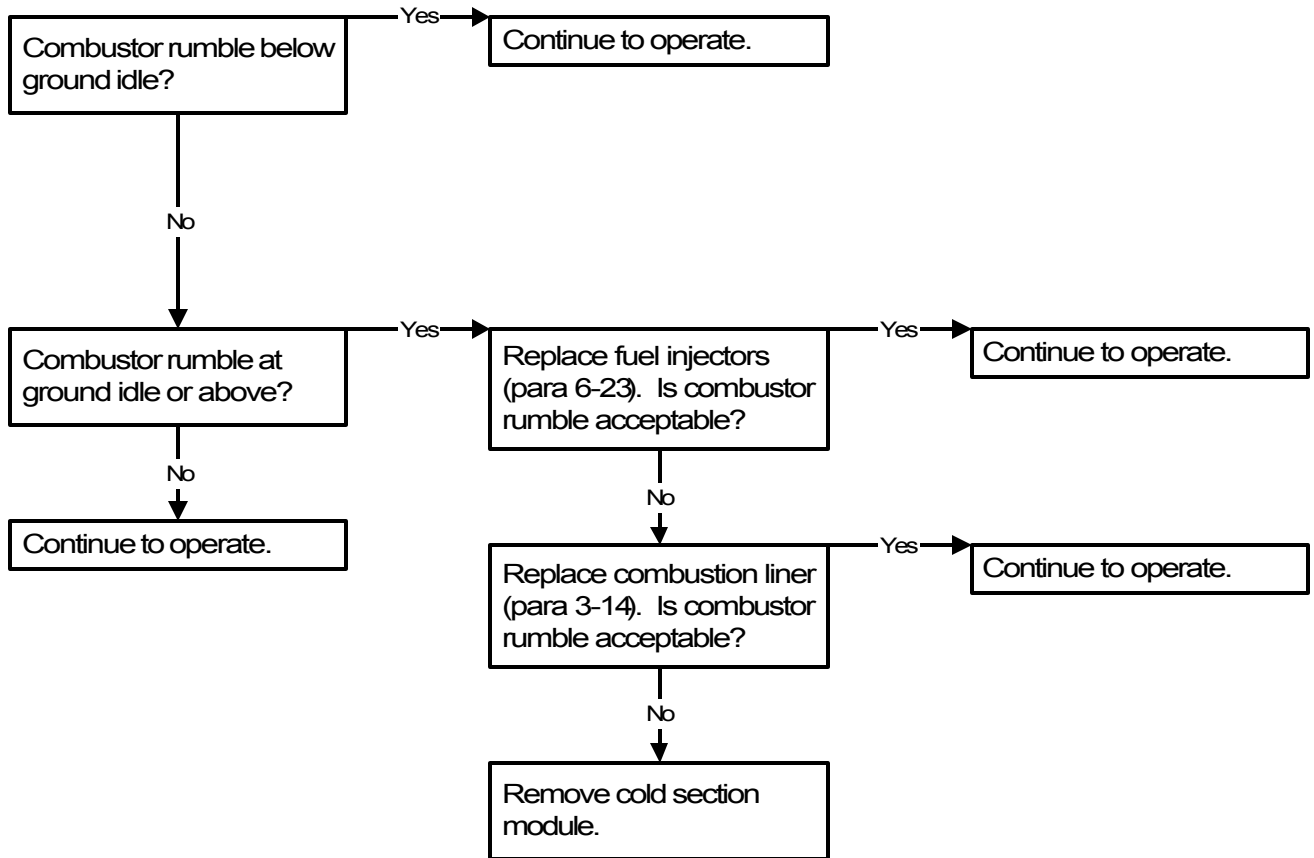 Combustor rumble below
ground idle?
Yes
Continue to operate.
No
Combustor rumble at
ground idle or above?
Yes
Replace fuel injectors
(para 6-23). Is combustor
rumble acceptable?
Yes
Continue to operate.
No
Continue to operate.
No
Replace combustion liner
(para 3-14). Is combustor
rumble acceptable?
Yes
Continue to operate.
No
Remove cold section
module.